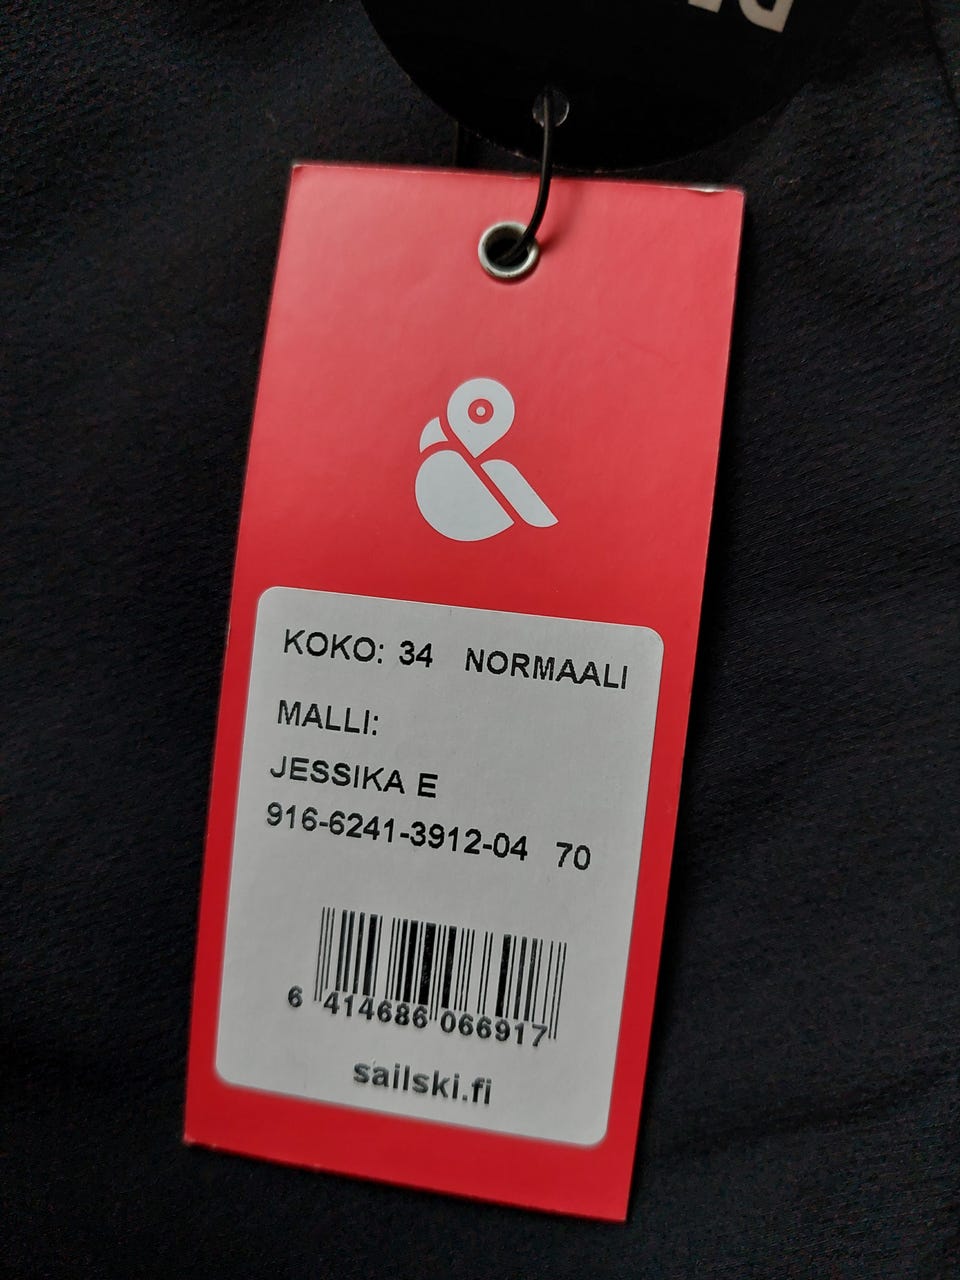 KOKO: 34 NORMAALI
MALLI:
JESSIKA E
916-6241-3912-04 70
6 414686 066917
sailski.fi